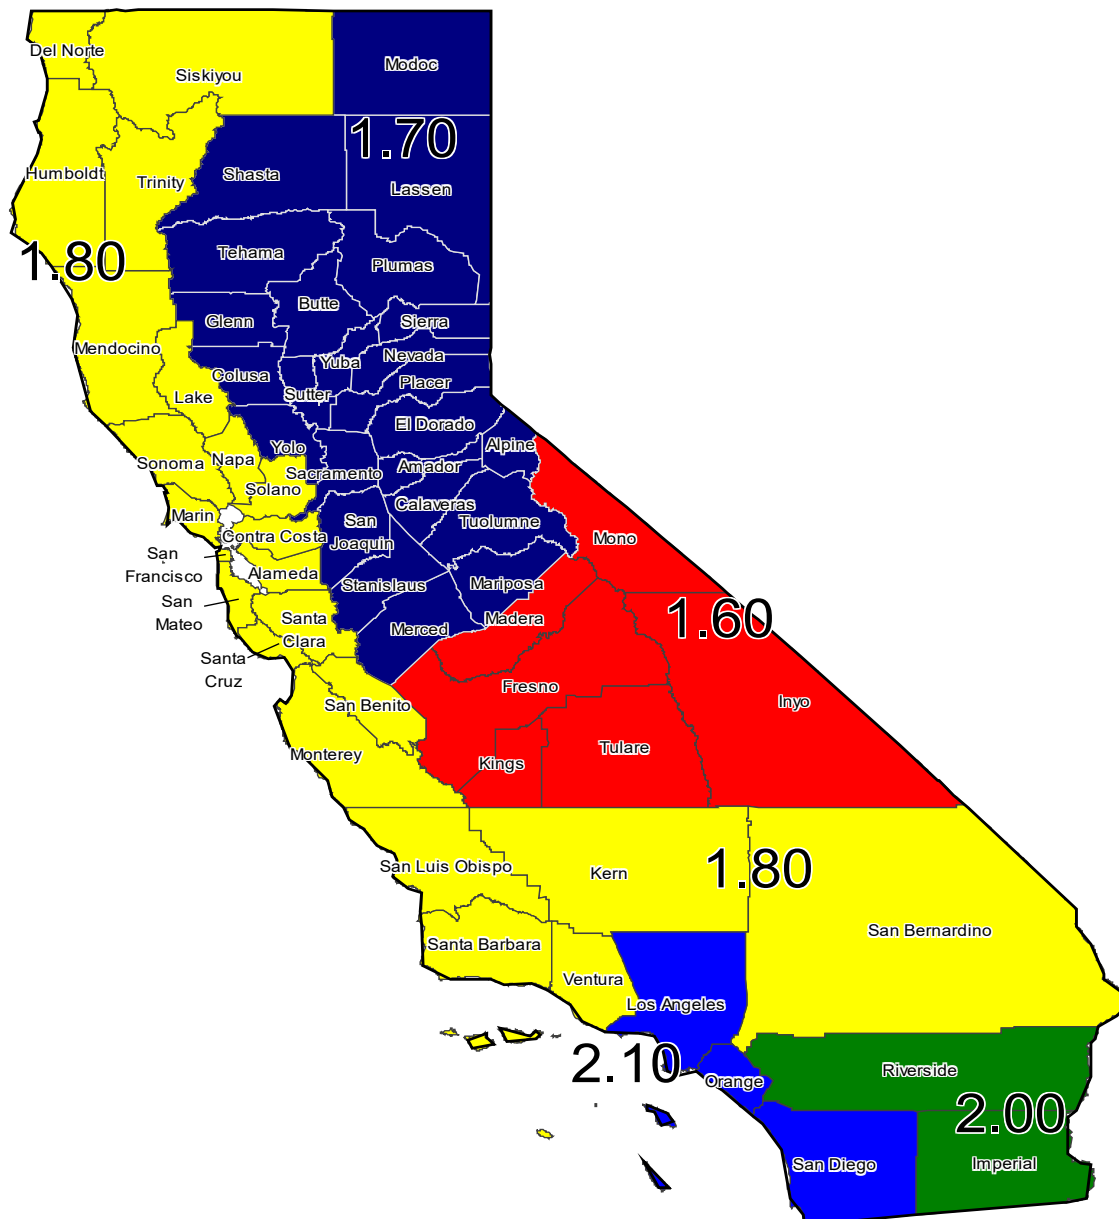 Del Norte
Siskiyou
Modoc
1.70
Shasta
Lassen
Humboldt
Trinity
1.80
Tehama
Plumas
Butte
Glenn
Sierra
Mendocino
Yuba
Nevada
Colusa
Placer
Sutter
Lake
El Dorado
Yolo
Alpine
Sonoma
Napa
Sacramento
Amador
Solano
Calaveras
Marin
San
Joaquin
Tuolumne
Contra Costa
Mono
San
Francisco
Alameda
Stanislaus
Mariposa
San
Mateo
Santa
Clara
Merced
Madera
1.60
Santa
Cruz
Fresno
Inyo
San Benito
Monterey
Kings
Tulare
San Luis Obispo
Kern
1.80
San Bernardino
Santa Barbara
Ventura
Los Angeles
2.10
Orange
Riverside
2.00
San Diego
Imperial